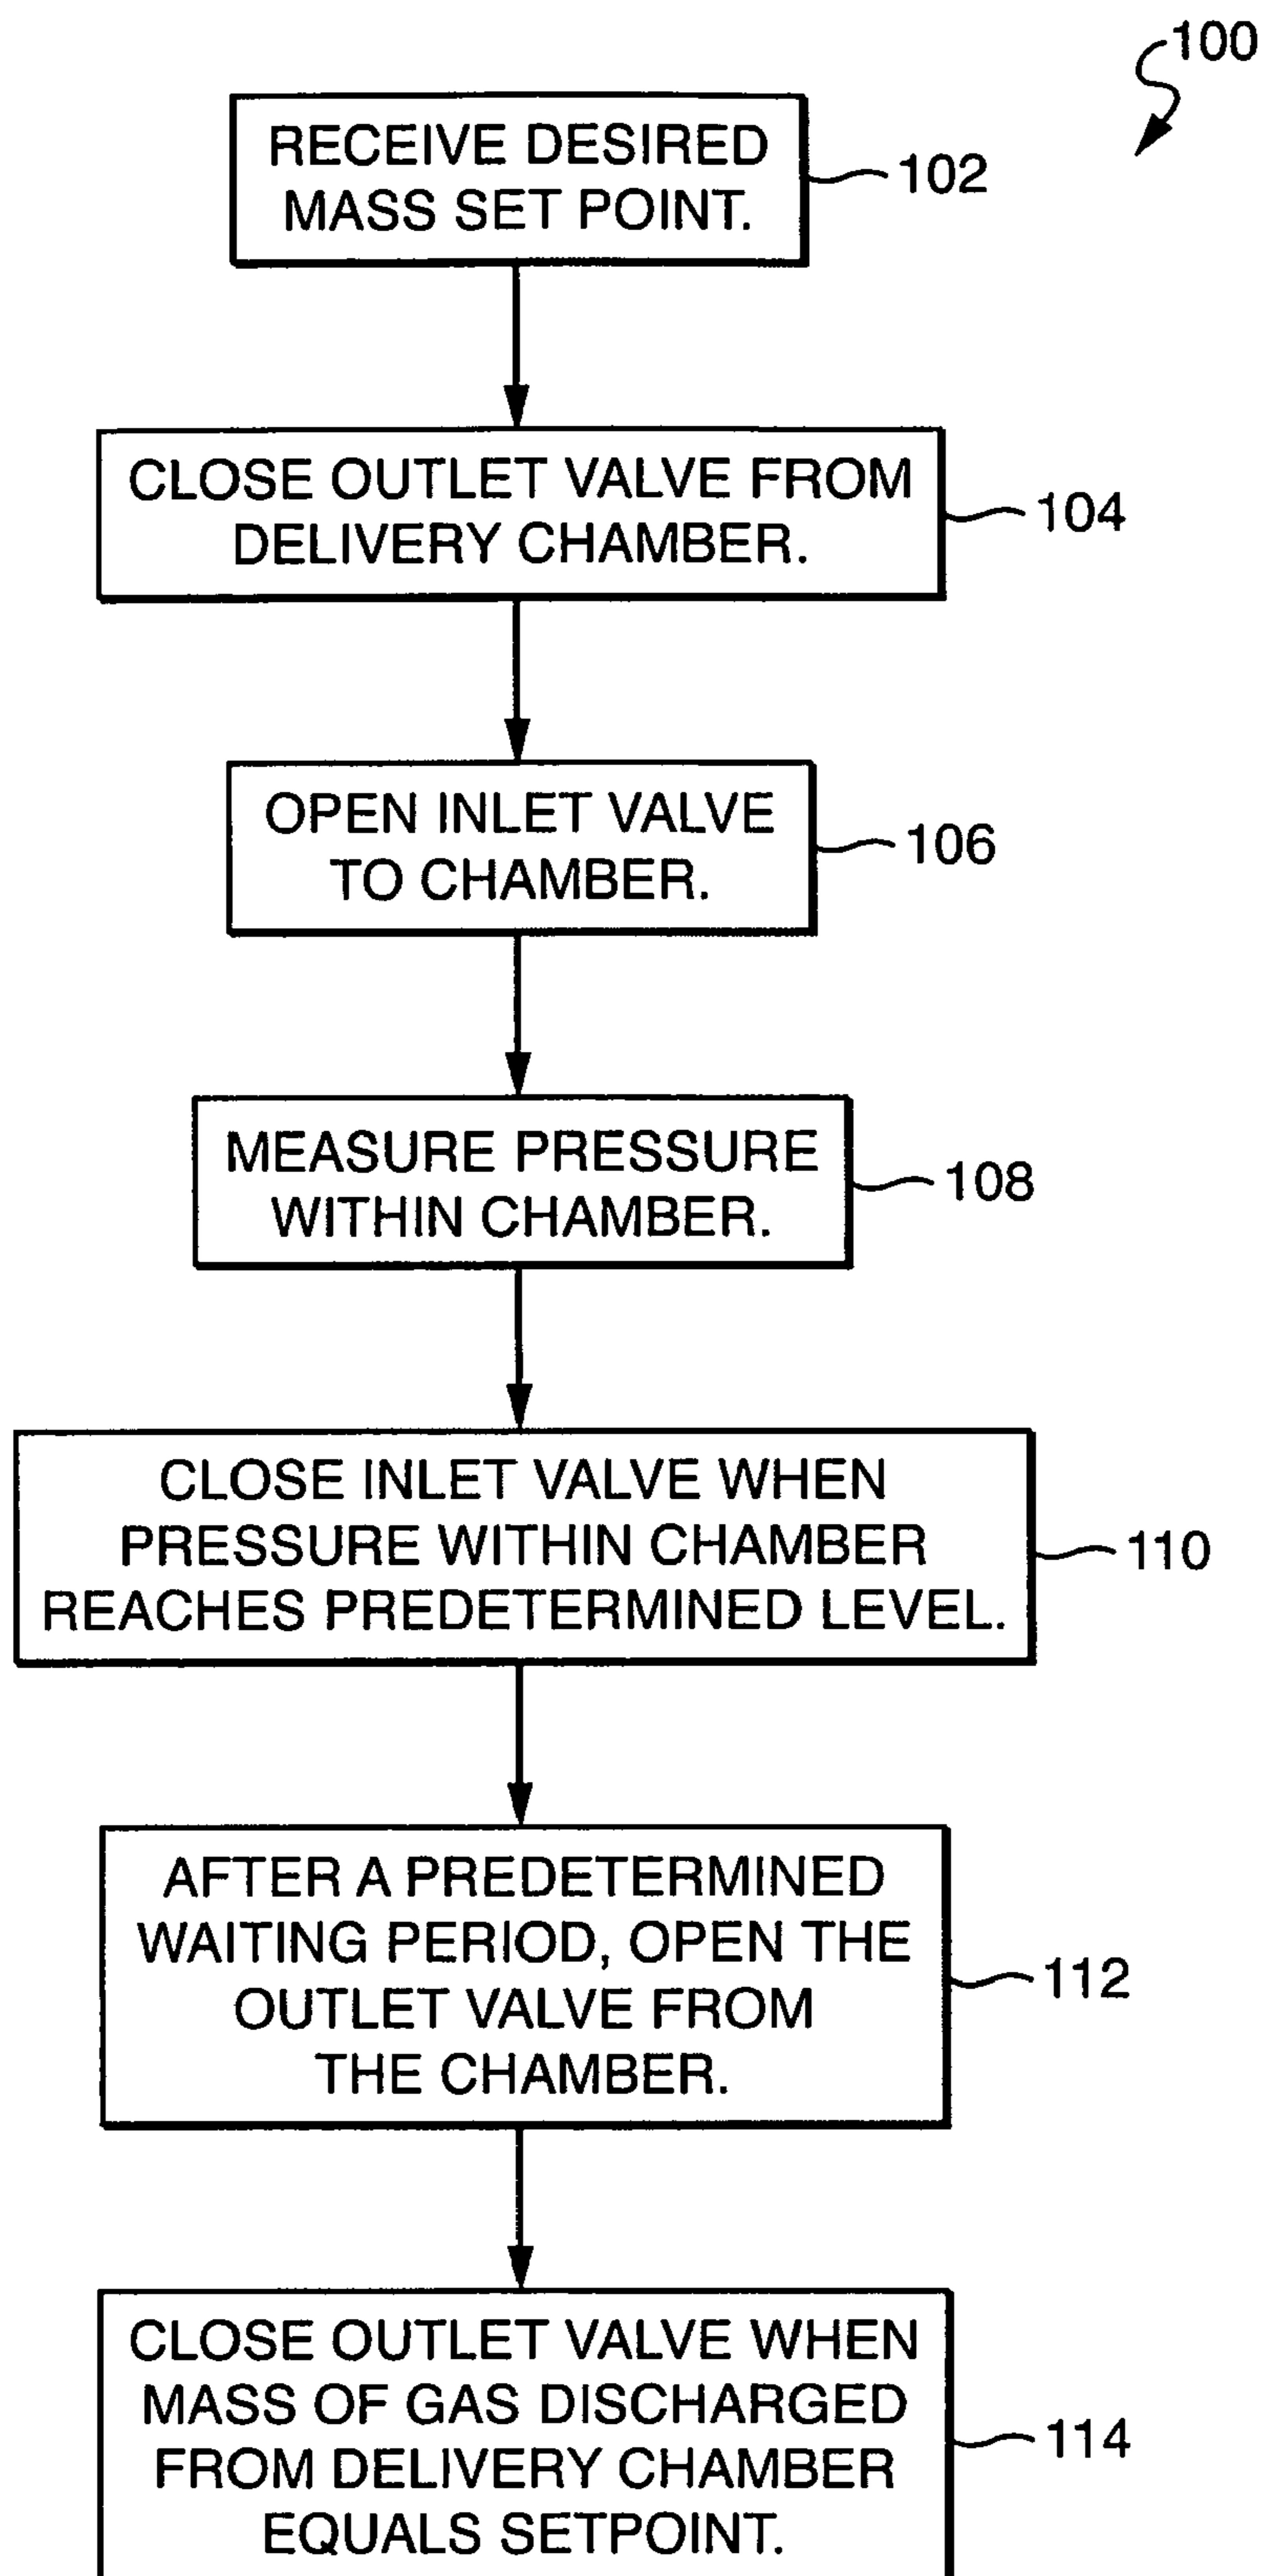 100
RECEIVE DESIRED
MASS SET POINT.
102
CLOSE OUTLET VALVE FROM
DELIVERY CHAMBER.
104
OPEN INLET VALVE
TO CHAMBER.
106
MEASURE PRESSURE
WITHIN CHAMBER.
108
CLOSE INLET VALVE WHEN
PRESSURE WITHIN CHAMBER
REACHES PREDETERMINED LEVEL.
110
AFTER A PREDETERMINED
WAITING PERIOD, OPEN THE
OUTLET VALVE FROM
THE CHAMBER.
112
CLOSE OUTLET VALVE WHEN
MASS OF GAS DISCHARGED
FROM DELIVERY CHAMBER
EQUALS SETPOINT.
114